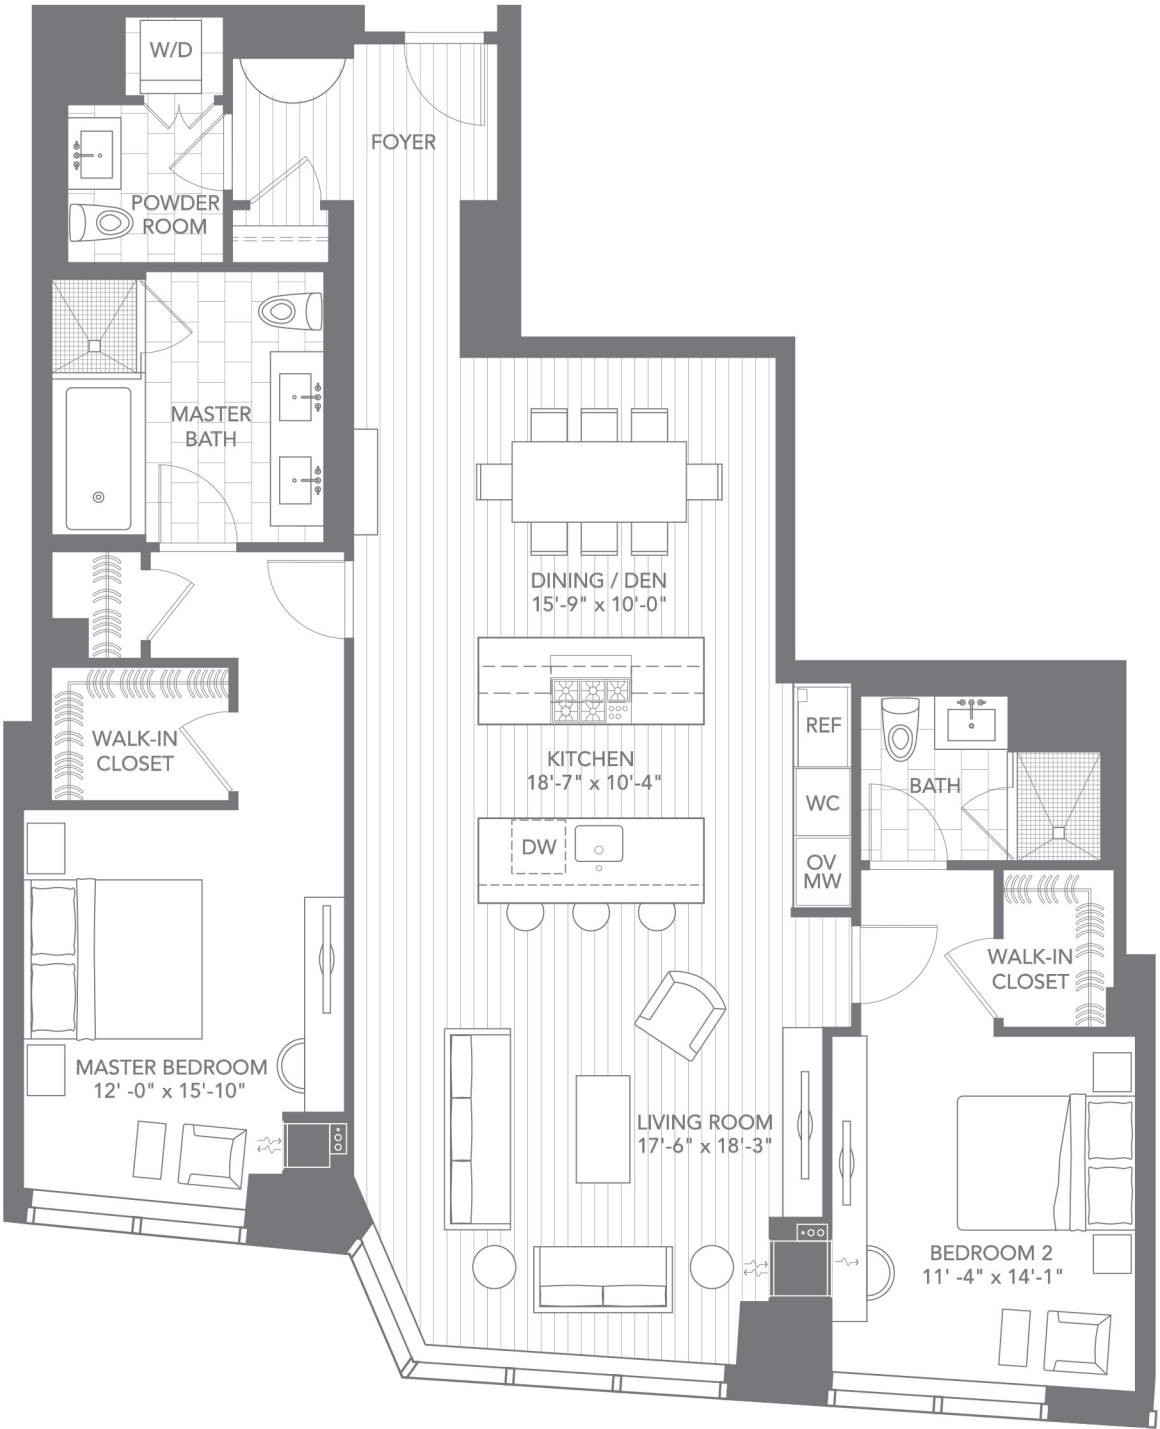 W/D
FOYER
POWDER
ROOM
MASTER
BATH
DINING / DEN
15'-9" x 10'-0"
WALK-IN
CLOSET
KITCHEN
18'-7" x 10'-4"
REF
WC
OV
MW
BATH
DW
WALK-IN
CLOSET
MASTER BEDROOM
12' -0" x 15'-10"
LIVING ROOM
17'-6" x 18'-3"
BEDROOM 2
11' -4" x 14'-1"